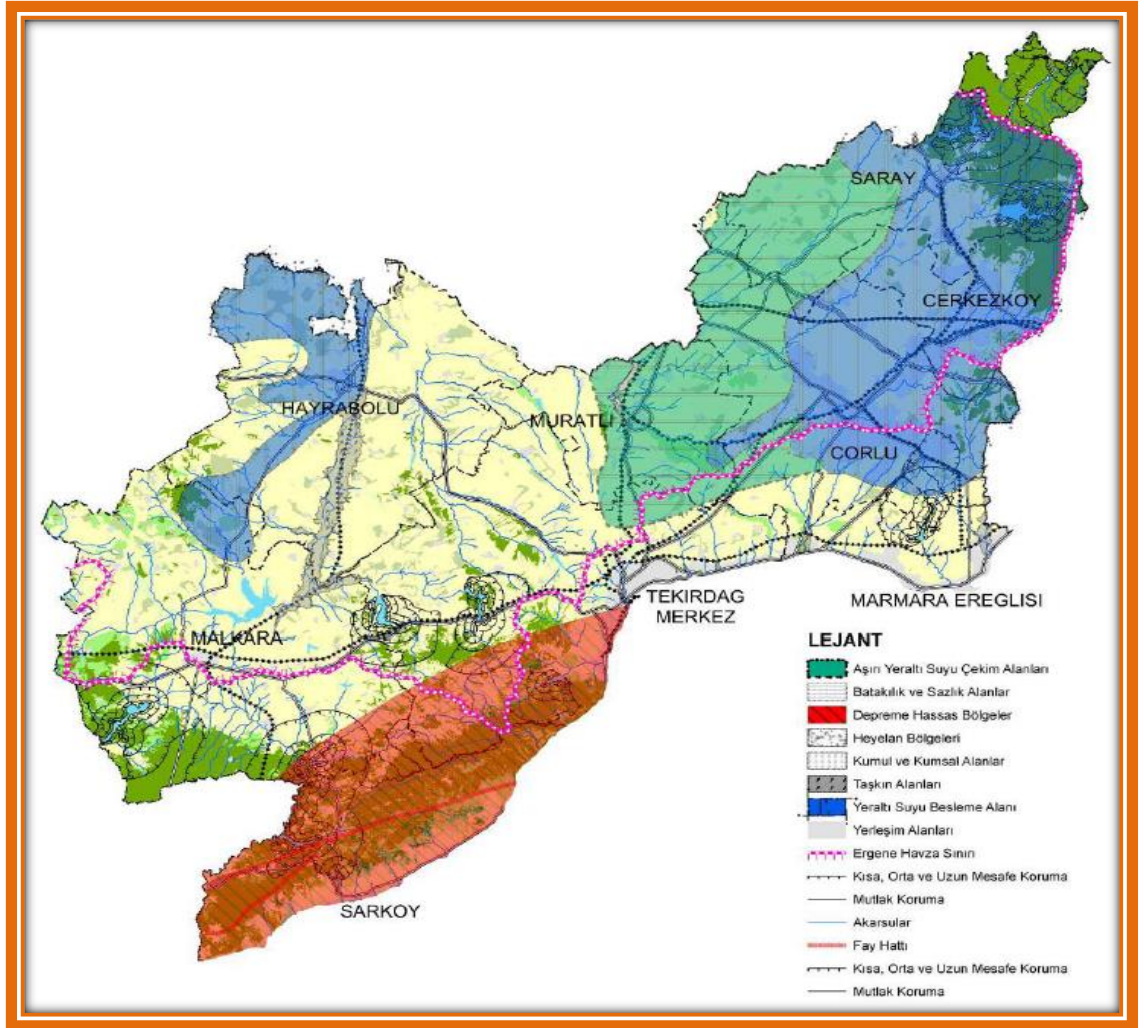 SARAY
CERKEZKOY
HAYRABOLU
MURATLI
CORLU
TEKIRDAG
MERKEZ
MARMARA EREGLISI
MALKARA
SARKOY
LEJANT
Aşırı Yeraltı Suyu Çekim Alanları
Batakılık ve Sazlık Alanlar
Depreme Hassas Bölgeler
Heyelan Bölgeleri
Kumul ve Kumsal Alanlar
Taşkın Alanları
Yeraltı Suyu Besleme Alanı
Yerleşim Alanları
Ergene Havza Sınırı
Kısa, Orta ve Uzun Mesafe Koruma
Mutlak Koruma
Akarsular
Fay Hattı
Kısa, Orta ve Uzun Mesafe Koruma
Mutlak Koruma